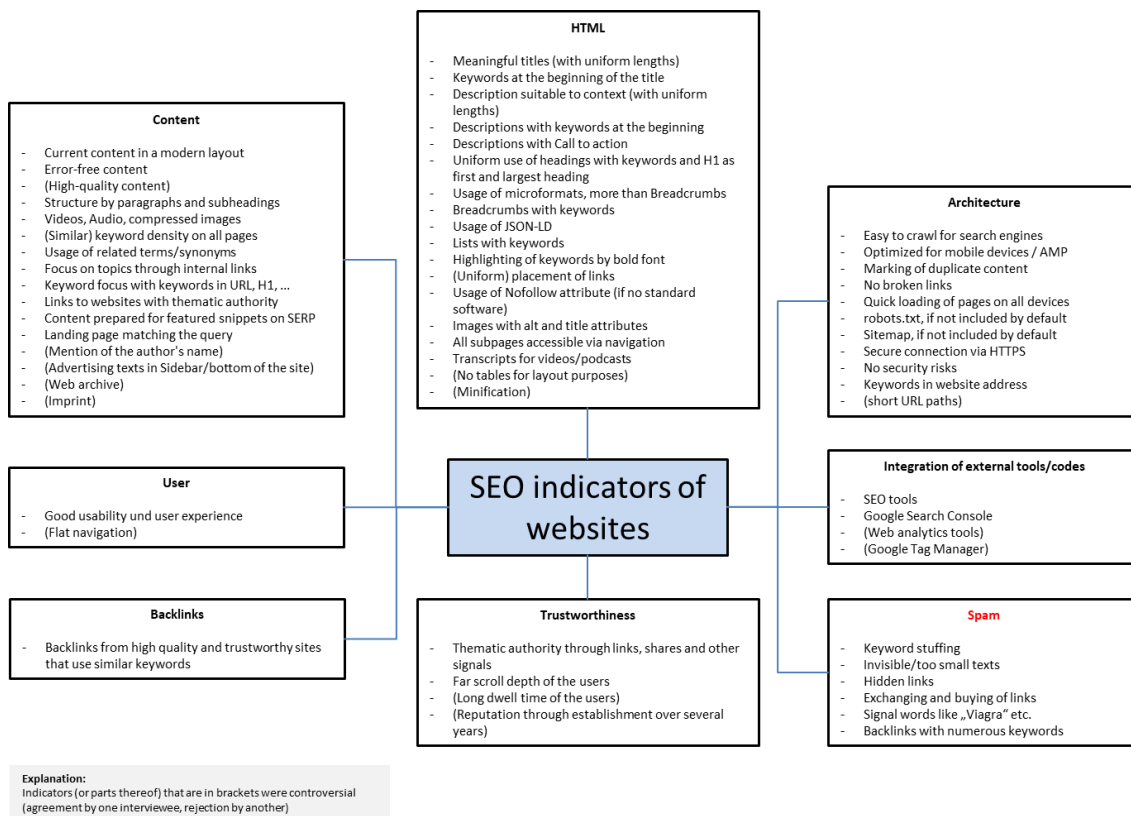 HTML
- Meaningful titles (with uniform lengths)
- Keywords at the beginning of the title
- Description suitable to context (with uniform
lengths)
- Descriptions with keywords at the beginning
- Descriptions with Call to action
- Uniform use of headings with keywords and H1 as
first and largest heading
- Usage of microformats, more than Breadcrumbs
- Breadcrumbs with keywords
- Usage of JSON-LD
- Lists with keywords
- Highlighting of keywords by bold font
- (Uniform) placement of links
- Usage of Nofollow attribute (if no standard
software)
- Images with alt and title attributes
- All subpages accessible via navigation
- Transcripts for videos/podcasts
- (No tables for layout purposes)
- (Minification)
Content
- Current content in a modern layout
- Error-free content
- (High-quality content)
- Structure by paragraphs and subheadings
- Videos, Audio, compressed images
- (Similar) keyword density on all pages
- Usage of related terms/synonyms
- Focus on topics through internal links
- Keyword focus with keywords in URL, H1, ...
- Links to websites with thematic authority
- Content prepared for featured snippets on SERP
- Landing page matching the query
- (Mention of the author's name)
- (Advertising texts in Sidebar/bottom of the site)
- (Web archive)
- (Imprint)
Architecture
- Easy to crawl for search engines
- Optimized for mobile devices / AMP
- Marking of duplicate content
- No broken links
- Quick loading of pages on all devices
- robots.txt, if not included by default
- Sitemap, if not included by default
- Secure connection via HTTPS
- No security risks
- Keywords in website address
- (short URL paths)
User
- Good usability und user experience
- (Flat navigation)
SEO indicators of
websites
Integration of external tools/codes
- SEO tools
- Google Search Console
- (Web analytics tools)
- (Google Tag Manager)
Backlinks
- Backlinks from high quality and trustworthy sites
that use similar keywords
Trustworthiness
- Thematic authority through links, shares and other
signals
- Far scroll depth of the users
- (Long dwell time of the users)
- (Reputation through establishment over several
years)
Spam
- Keyword stuffing
- Invisible/too small texts
- Hidden links
- Exchanging and buying of links
- Signal words like „Viagra“ etc.
- Backlinks with numerous keywords
Explanation:
Indicators (or parts thereof) that are in brackets were controversial
(agreement by one interviewee, rejection by another)